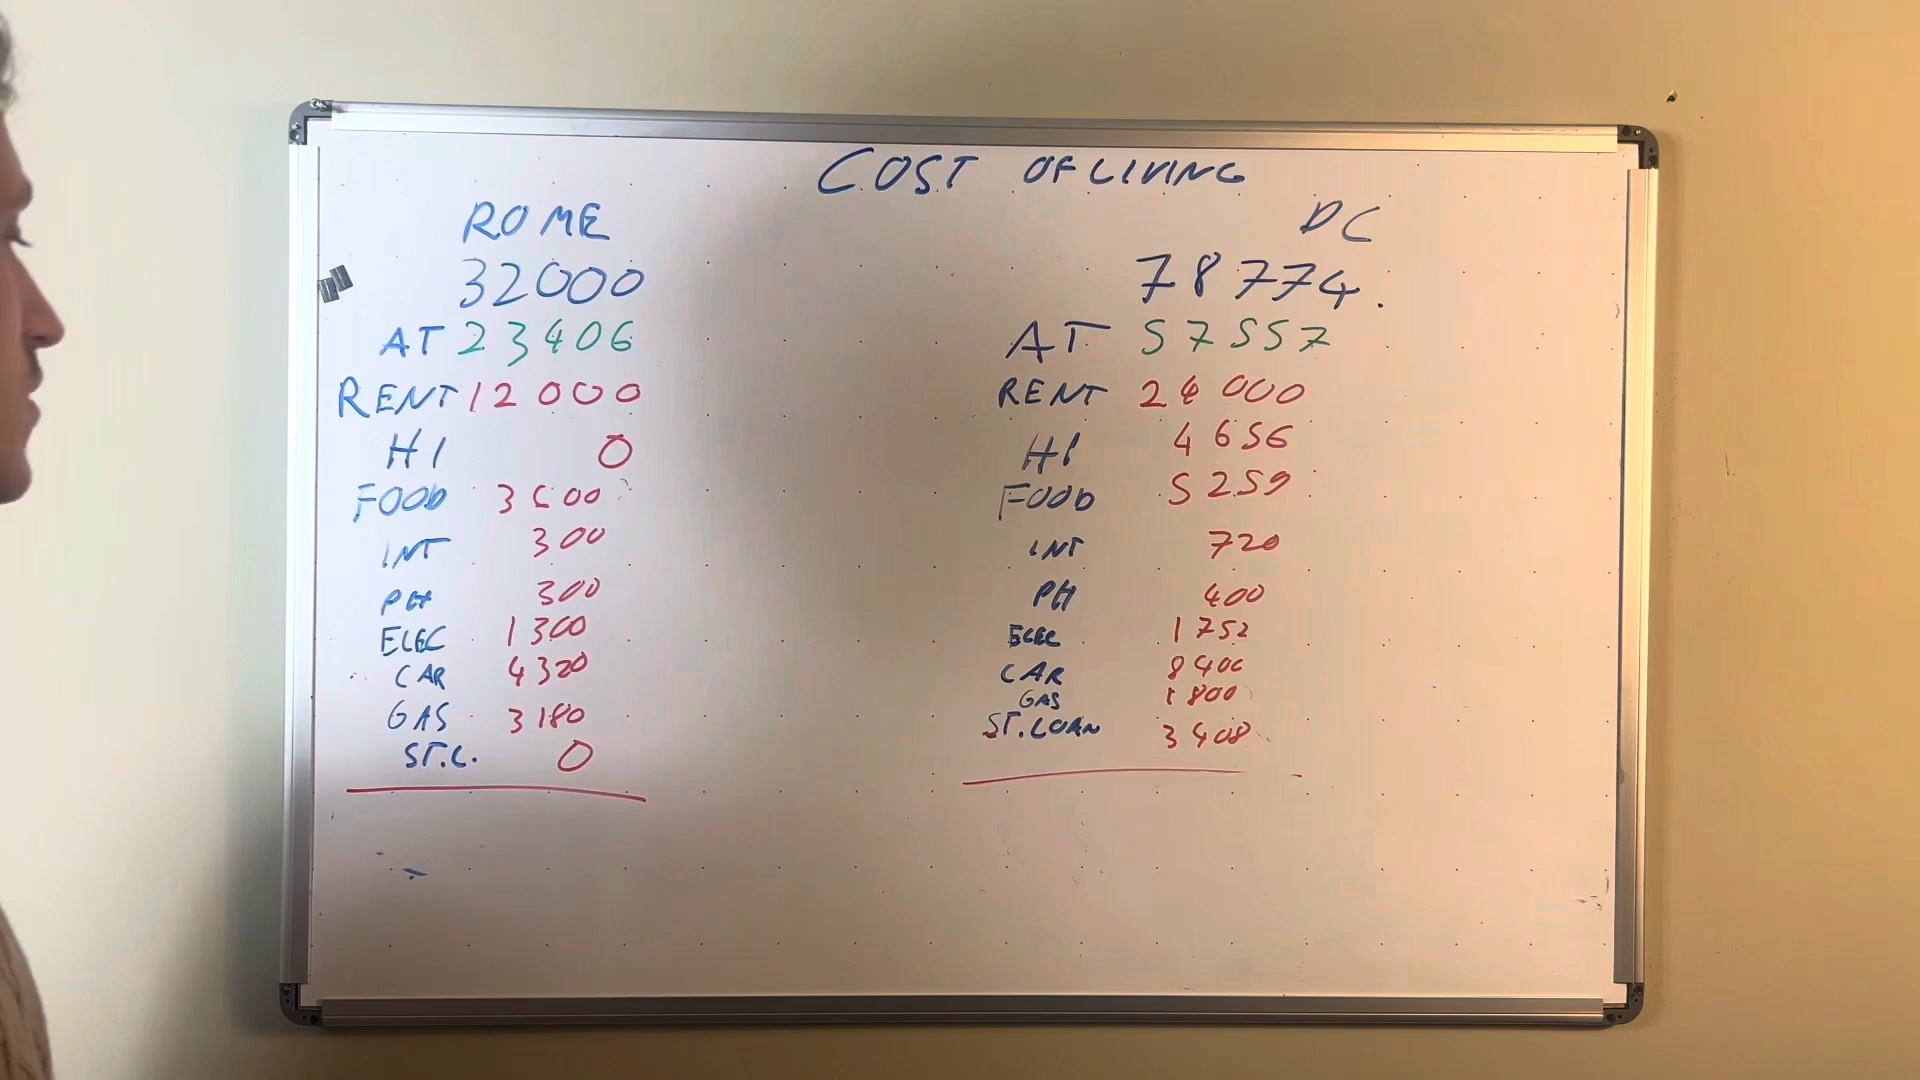 COST OF LIVING
ROME
32000
AT 23406
RENT 12000
HI 0
FOOD 3600
INT 300
PH 300
ELEC 1300
CAR 4320
GAS 3180
ST.L. 0
DC
78774.
AT 57557
RENT 24000
HI 4656
FOOD 5259
INT 720
PH 400
ELEC 1752
CAR 8400
GAS 1800
ST. LOAN 3408